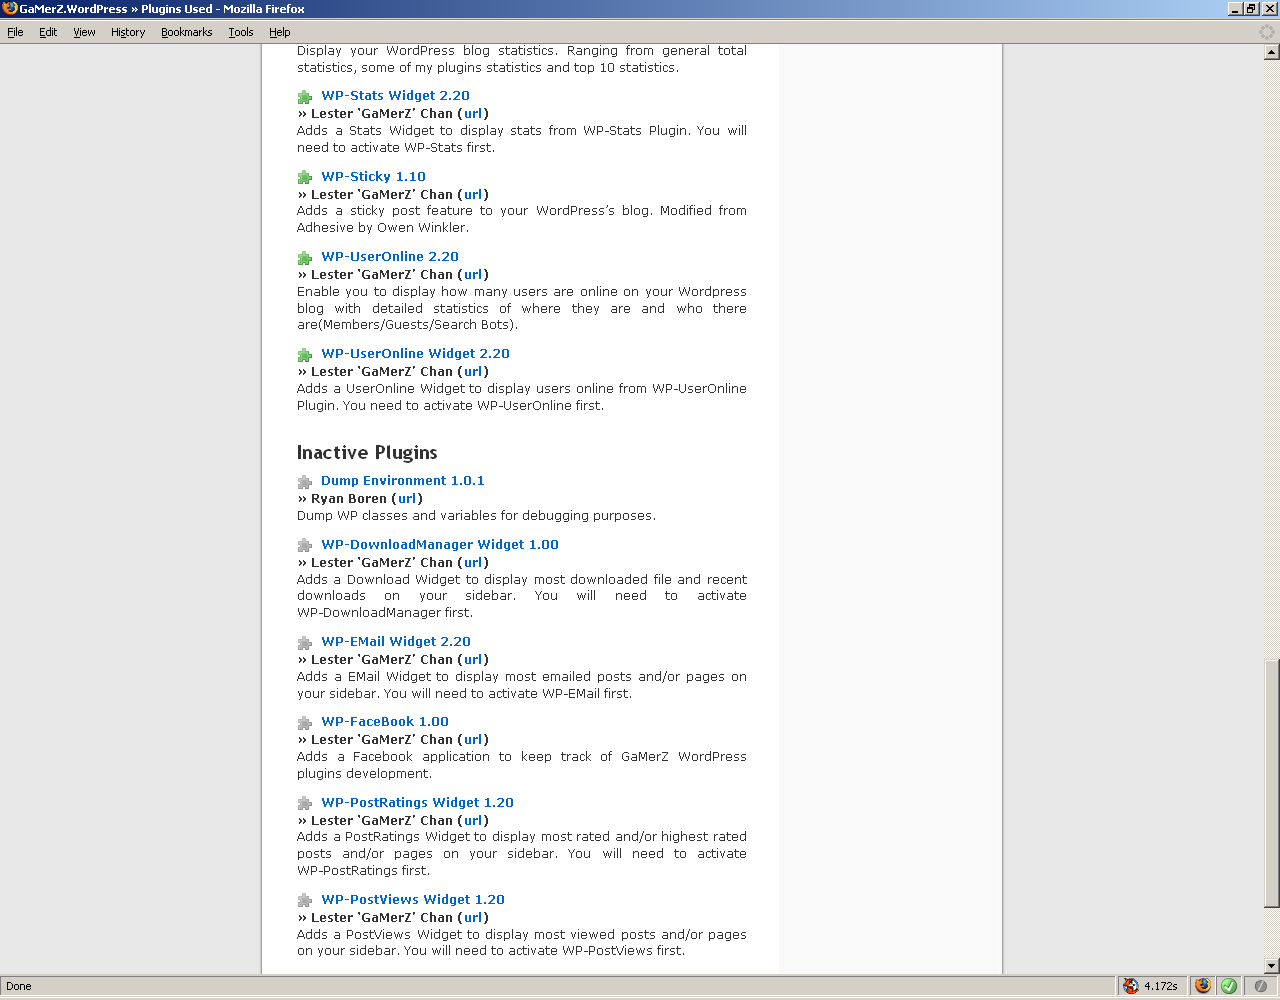 GaMerZ.WordPress » Plugins Used - Mozilla Firefox
File Edit View History Bookmarks Tools Help
Display your WordPress blog statistics. Ranging from general total
statistics, some of my plugins statistics and top 10 statistics.
WP-Stats Widget 2.20
» Lester ‘GaMerZ’ Chan (url)
Adds a Stats Widget to display stats from WP-Stats Plugin. You will
need to activate WP-Stats first.
WP-Sticky 1.10
» Lester ‘GaMerZ’ Chan (url)
Adds a sticky post feature to your WordPress’s blog. Modified from
Adhesive by Owen Winkler.
WP-UserOnline 2.20
» Lester ‘GaMerZ’ Chan (url)
Enable you to display how many users are online on your Wordpress
blog with detailed statistics of where they are and who there
are(Members/Guests/Search Bots).
WP-UserOnline Widget 2.20
» Lester ‘GaMerZ’ Chan (url)
Adds a UserOnline Widget to display users online from WP-UserOnline
Plugin. You need to activate WP-UserOnline first.
Inactive Plugins
Dump Environment 1.0.1
» Ryan Boren (url)
Dump WP classes and variables for debugging purposes.
WP-DownloadManager Widget 1.00
» Lester ‘GaMerZ’ Chan (url)
Adds a Download Widget to display most downloaded file and recent
downloads on your sidebar. You will need to activate
WP-DownloadManager first.
WP-EMail Widget 2.20
» Lester ‘GaMerZ’ Chan (url)
Adds a EMail Widget to display most emailed posts and/or pages on
your sidebar. You will need to activate WP-EMail first.
WP-FaceBook 1.00
» Lester ‘GaMerZ’ Chan (url)
Adds a Facebook application to keep track of GaMerZ WordPress
plugins development.
WP-PostRatings Widget 1.20
» Lester ‘GaMerZ’ Chan (url)
Adds a PostRatings Widget to display most rated and/or highest rated
posts and/or pages on your sidebar. You will need to activate
WP-PostRatings first.
WP-PostViews Widget 1.20
» Lester ‘GaMerZ’ Chan (url)
Adds a PostViews Widget to display most viewed posts and/or pages
on your sidebar. You will need to activate WP-PostViews first.
Done 4.172s